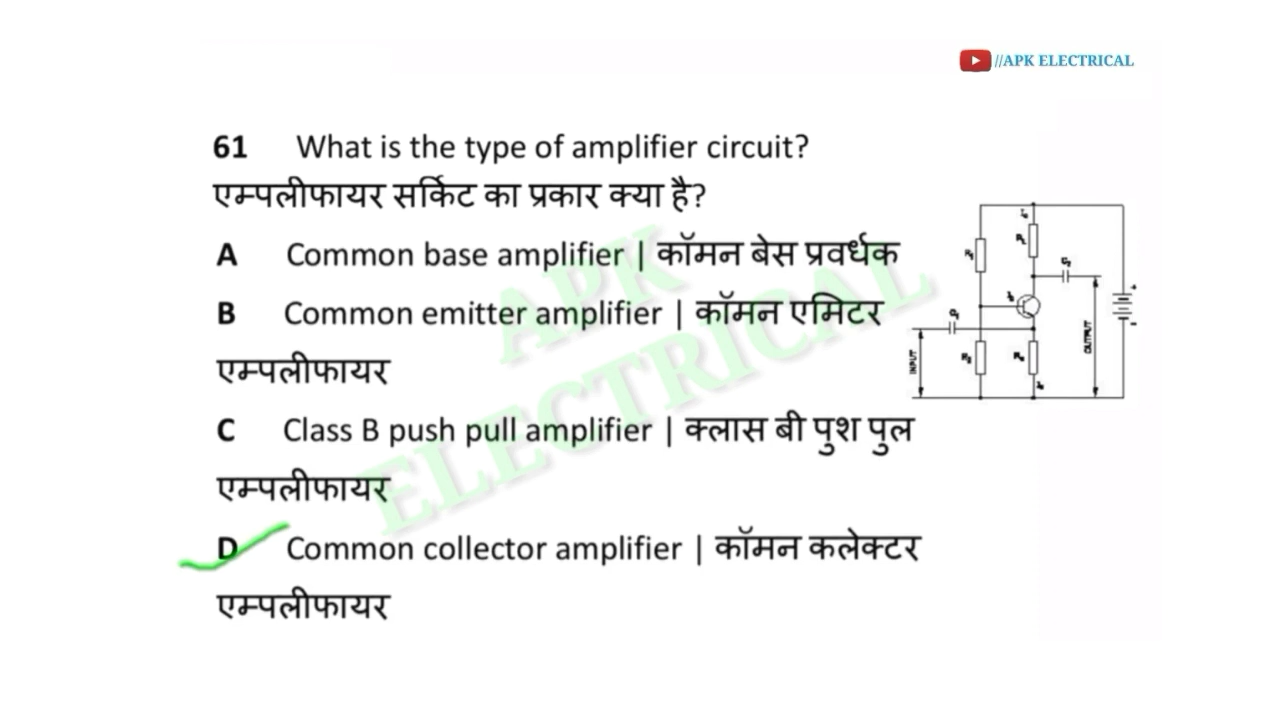 //APK ELECTRICAL
61 What is the type of amplifier circuit?
एम्पलीफायर सर्किट का प्रकार क्या है?
A Common base amplifier | कॉमन बेस प्रवर्धक
B Common emitter amplifier | कॉमन एमिटर
एम्पलीफायर
C Class B push pull amplifier | क्लास बी पुश पुल
एम्पलीफायर
D Common collector amplifier | कॉमन कलेक्टर
एम्पलीफायर
INPUT
OUTPUT
+
-
APK
ELECTRICAL